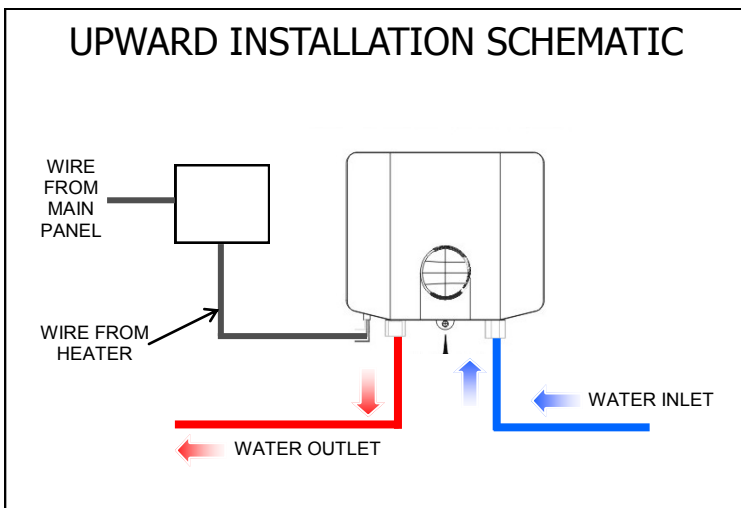 UPWARD INSTALLATION SCHEMATIC
WIRE
FROM
MAIN
PANEL
WIRE FROM
HEATER
WATER INLET
WATER OUTLET